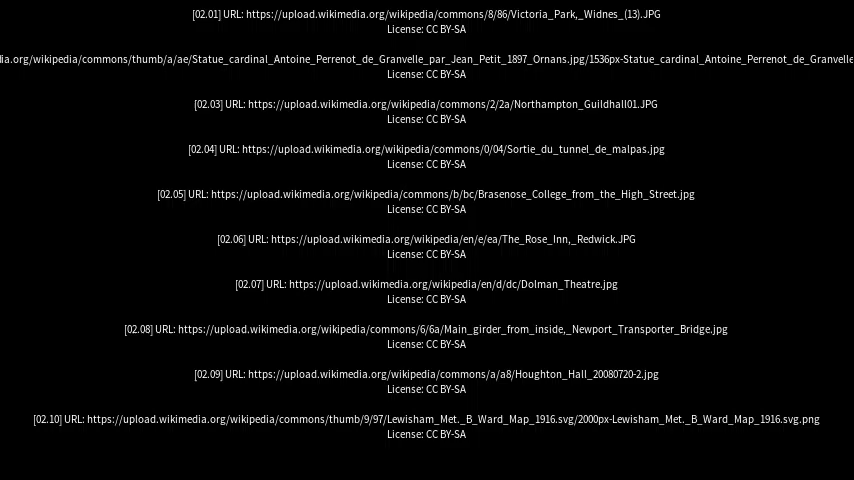 [02.01] URL: https://upload.wikimedia.org/wikipedia/commons/8/86/Victoria_Park,_Widnes_(13).JPG
License: CC BY-SA
ia.org/wikipedia/commons/thumb/a/ae/Statue_cardinal_Antoine_Perrenot_de_Granvelle_par_Jean_Petit_1897_Ornans.jpg/1536px-Statue_cardinal_Antoine_Perrenot_de_Granvelle
License: CC BY-SA
[02.03] URL: https://upload.wikimedia.org/wikipedia/commons/2/2a/Northampton_Guildhall01.JPG
License: CC BY-SA
[02.04] URL: https://upload.wikimedia.org/wikipedia/commons/0/04/Sortie_du_tunnel_de_malpas.jpg
License: CC BY-SA
[02.05] URL: https://upload.wikimedia.org/wikipedia/commons/b/bc/Brasenose_College_from_the_High_Street.jpg
License: CC BY-SA
[02.06] URL: https://upload.wikimedia.org/wikipedia/en/e/ea/The_Rose_Inn,_Redwick.JPG
License: CC BY-SA
[02.07] URL: https://upload.wikimedia.org/wikipedia/en/d/dc/Dolman_Theatre.jpg
License: CC BY-SA
[02.08] URL: https://upload.wikimedia.org/wikipedia/commons/6/6a/Main_girder_from_inside,_Newport_Transporter_Bridge.jpg
License: CC BY-SA
[02.09] URL: https://upload.wikimedia.org/wikipedia/commons/a/a8/Houghton_Hall_20080720-2.jpg
License: CC BY-SA
[02.10] URL: https://upload.wikimedia.org/wikipedia/commons/thumb/9/97/Lewisham_Met._B_Ward_Map_1916.svg/2000px-Lewisham_Met._B_Ward_Map_1916.svg.png
License: CC BY-SA